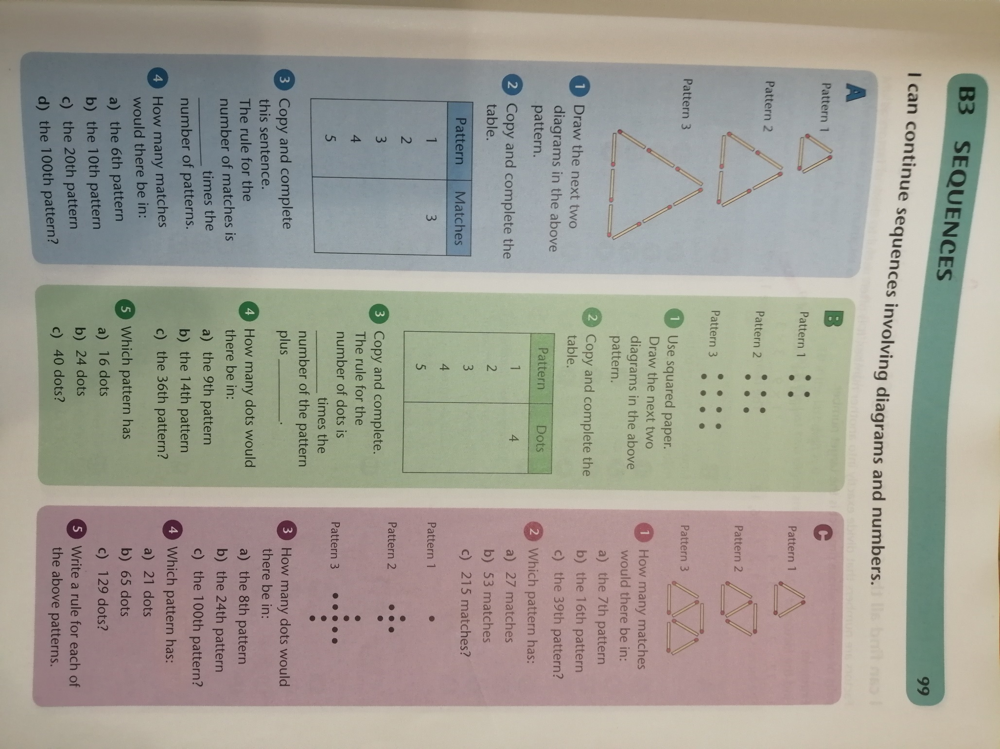 B3 SEQUENCES 99
I can continue sequences involving diagrams and numbers.
A
Pattern 1
Pattern 2
Pattern 3
1 Draw the next two
diagrams in the above
pattern.
2 Copy and complete the
table.
Pattern Matches
1 3
2
3
4
5
3 Copy and complete
this sentence.
The rule for the
number of matches is
________ times the
number of patterns.
4 How many matches
would there be in:
a) the 6th pattern
b) the 10th pattern
c) the 20th pattern
d) the 100th pattern?
B
Pattern 1
Pattern 2
Pattern 3
1 Use squared paper.
Draw the next two
diagrams in the above
pattern.
2 Copy and complete the
table.
Pattern Dots
1 4
2
3
4
5
3 Copy and complete.
The rule for the
number of dots is
________ times the
number of the pattern
plus ________.
4 How many dots would
there be in:
a) the 9th pattern
b) the 14th pattern
c) the 36th pattern?
5 Which pattern has
a) 16 dots
b) 24 dots
c) 40 dots?
C
Pattern 1
Pattern 2
Pattern 3
1 How many matches
would there be in:
a) the 7th pattern
b) the 16th pattern
c) the 39th pattern?
2 Which pattern has:
a) 27 matches
b) 53 matches
c) 215 matches?
Pattern 1
Pattern 2
Pattern 3
3 How many dots would
there be in:
a) the 8th pattern
b) the 24th pattern
c) the 100th pattern?
4 Which pattern has:
a) 21 dots
b) 65 dots
c) 129 dots?
5 Write a rule for each of
the above patterns.